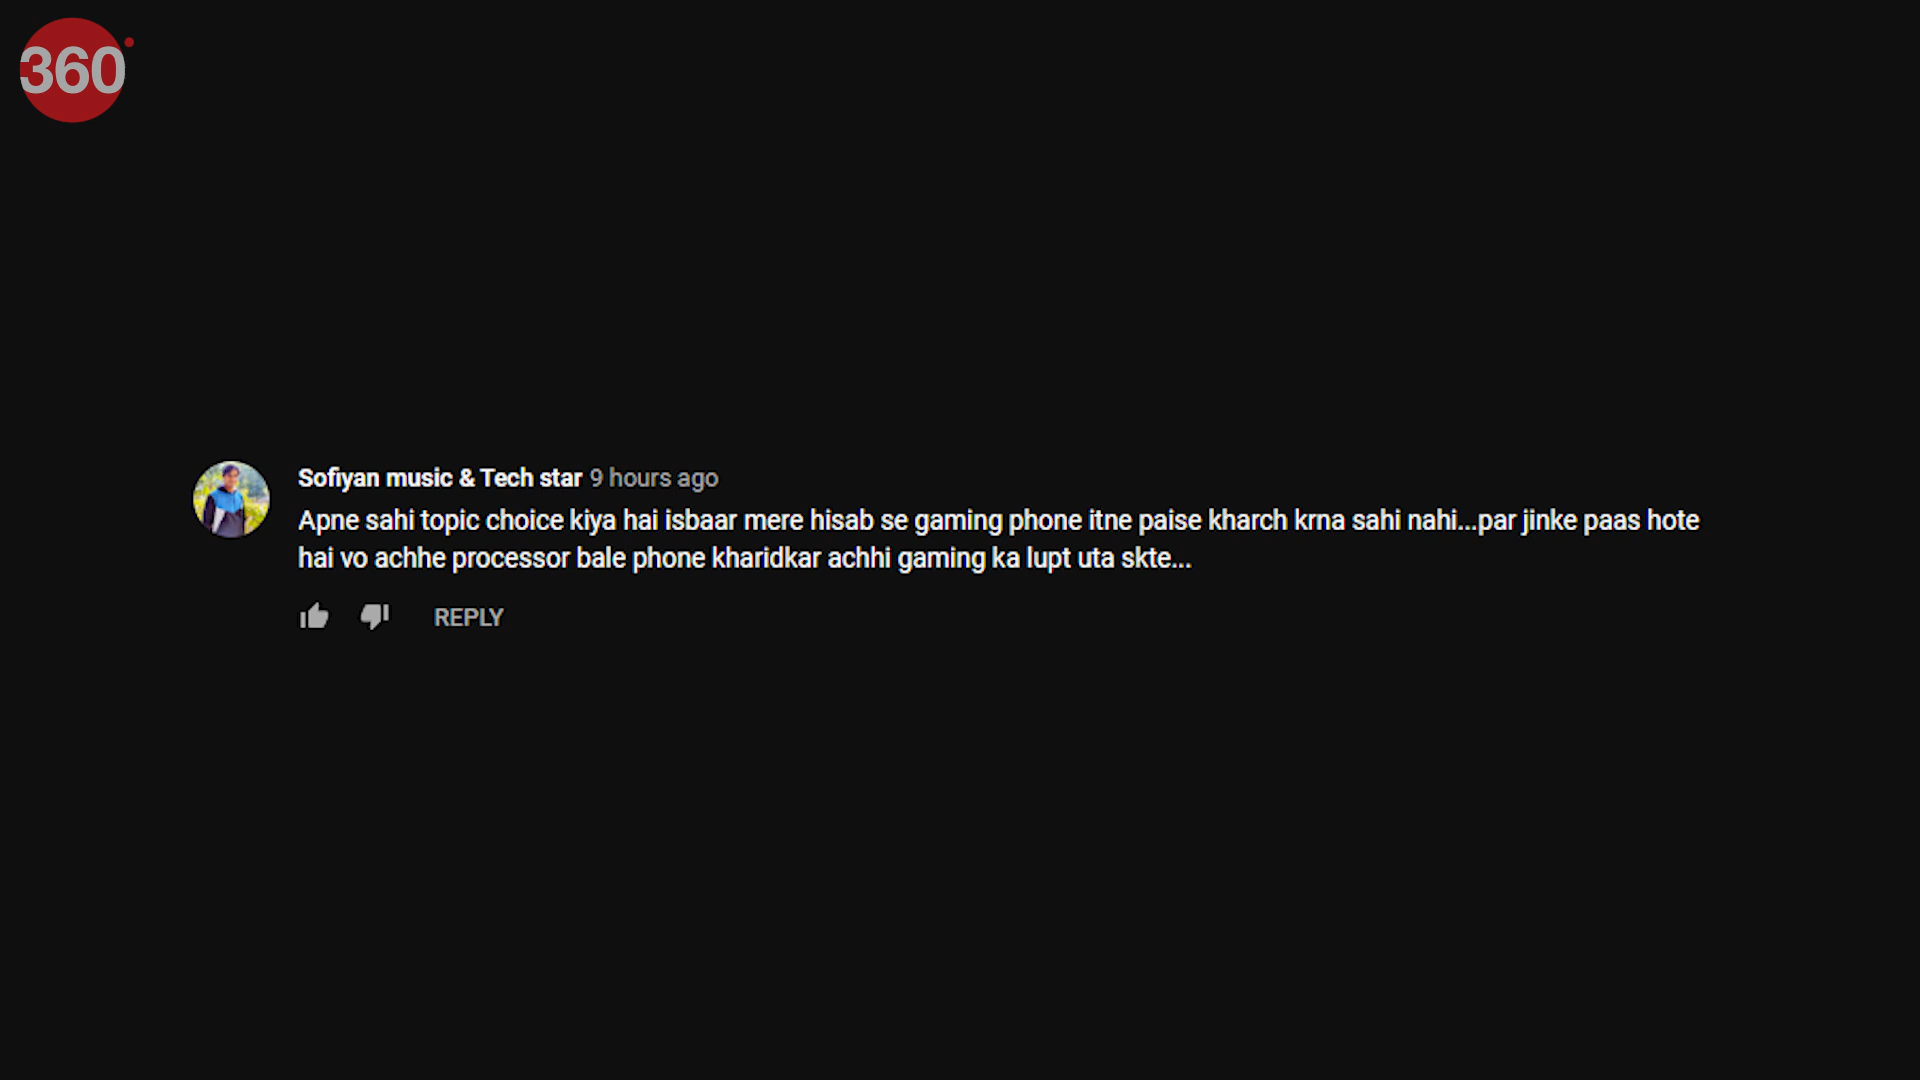 360
Sofiyan music & Tech star 9 hours ago
Apne sahi topic choice kiya hai isbaar mere hisab se gaming phone itne paise kharch krna sahi nahi...par jinke paas hote
hai vo achhe processor bale phone kharidkar achhi gaming ka lupt uta skte...
REPLY